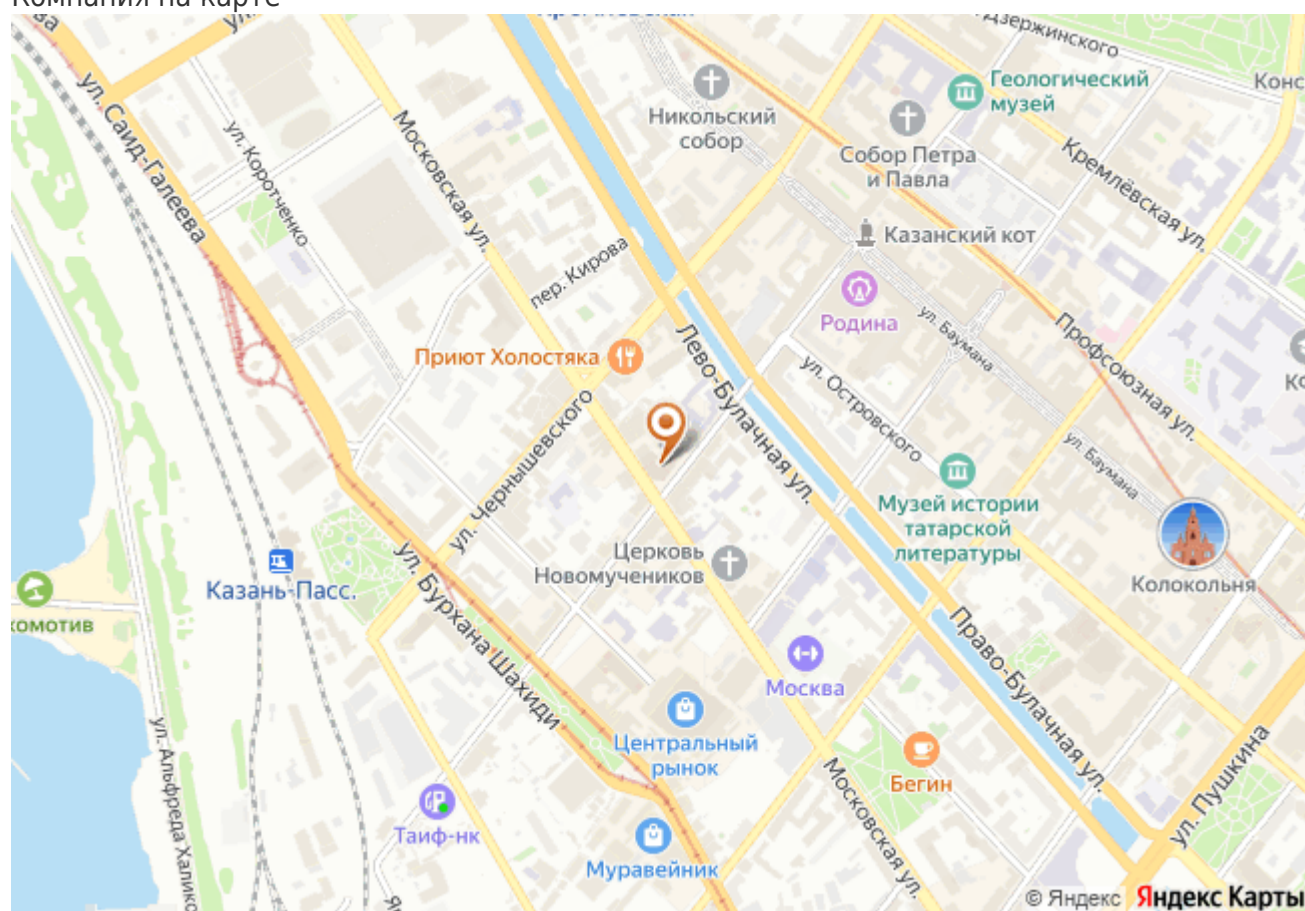 Компания на карте
Кремлёвская
Дзержинского
Геологический
музей
Конс
ул. Саид-Галеева
ул. Коротченко
Московская ул.
Никольский
собор
Собор Петра
и Павла
Кремлёвская ул.
Казанский кот
пер. Кирова
Родина
ул. Баумана
Профсоюзная ул.
Приют Холостяка
Лево-Булачная ул.
ул. Островского
ул. Чернышевского
ул. Баумана
Музей истории
татарской
литературы
Колокольня
Церковь
Новомучеников
Казань-Пасс.
комотив
ул. Бурхана Шахиди
Право-Булачная ул.
Москва
Центральный
рынок
Бегин
ул. Пушкина
ул. Альфреда Халико
Таиф-нк
Муравейник
Московская ул.
© Яндекс Яндекс Карты